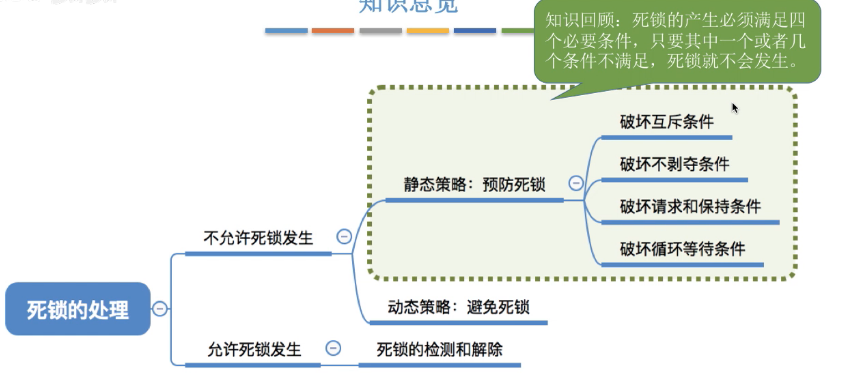 知识总览
知识回顾：死锁的产生必须满足四
个必要条件，只要其中一个或者几
个条件不满足，死锁就不会发生。
破坏互斥条件
破坏不剥夺条件
静态策略：预防死锁
破坏请求和保持条件
不允许死锁发生
破坏循环等待条件
死锁的处理
动态策略：避免死锁
允许死锁发生
死锁的检测和解除